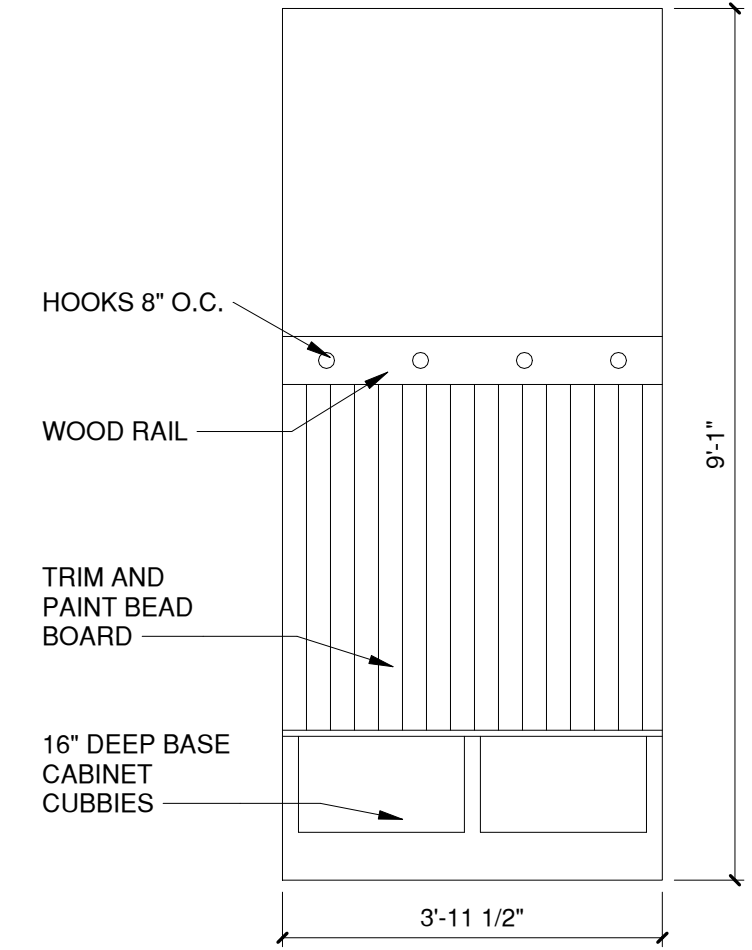 HOOKS 8" O.C.
WOOD RAIL
9'-1"
TRIM AND
PAINT BEAD
BOARD
16" DEEP BASE
CABINET
CUBBIES
3'-11 1/2"